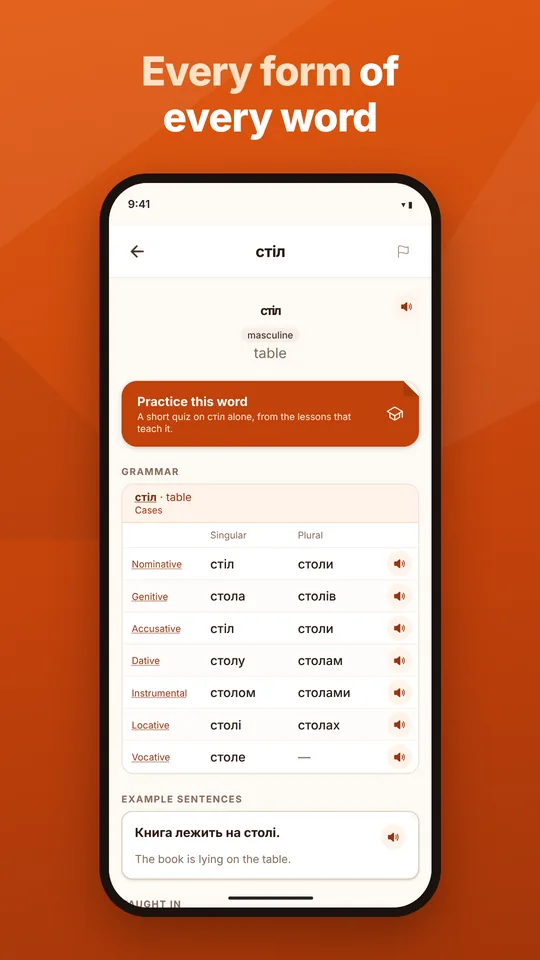 Every form of
every word
9:41
стіл
стіл
masculine
table
Practice this word
A short quiz on стіл alone, from the lessons that
teach it.
GRAMMAR
стіл · table
Cases
Singular Plural
Nominative стіл столи
Genitive стола столів
Accusative стіл столи
Dative столу столам
Instrumental столом столами
Locative столі столах
Vocative столе —
EXAMPLE SENTENCES
Книга лежить на столі.
The book is lying on the table.
AUGHT IN